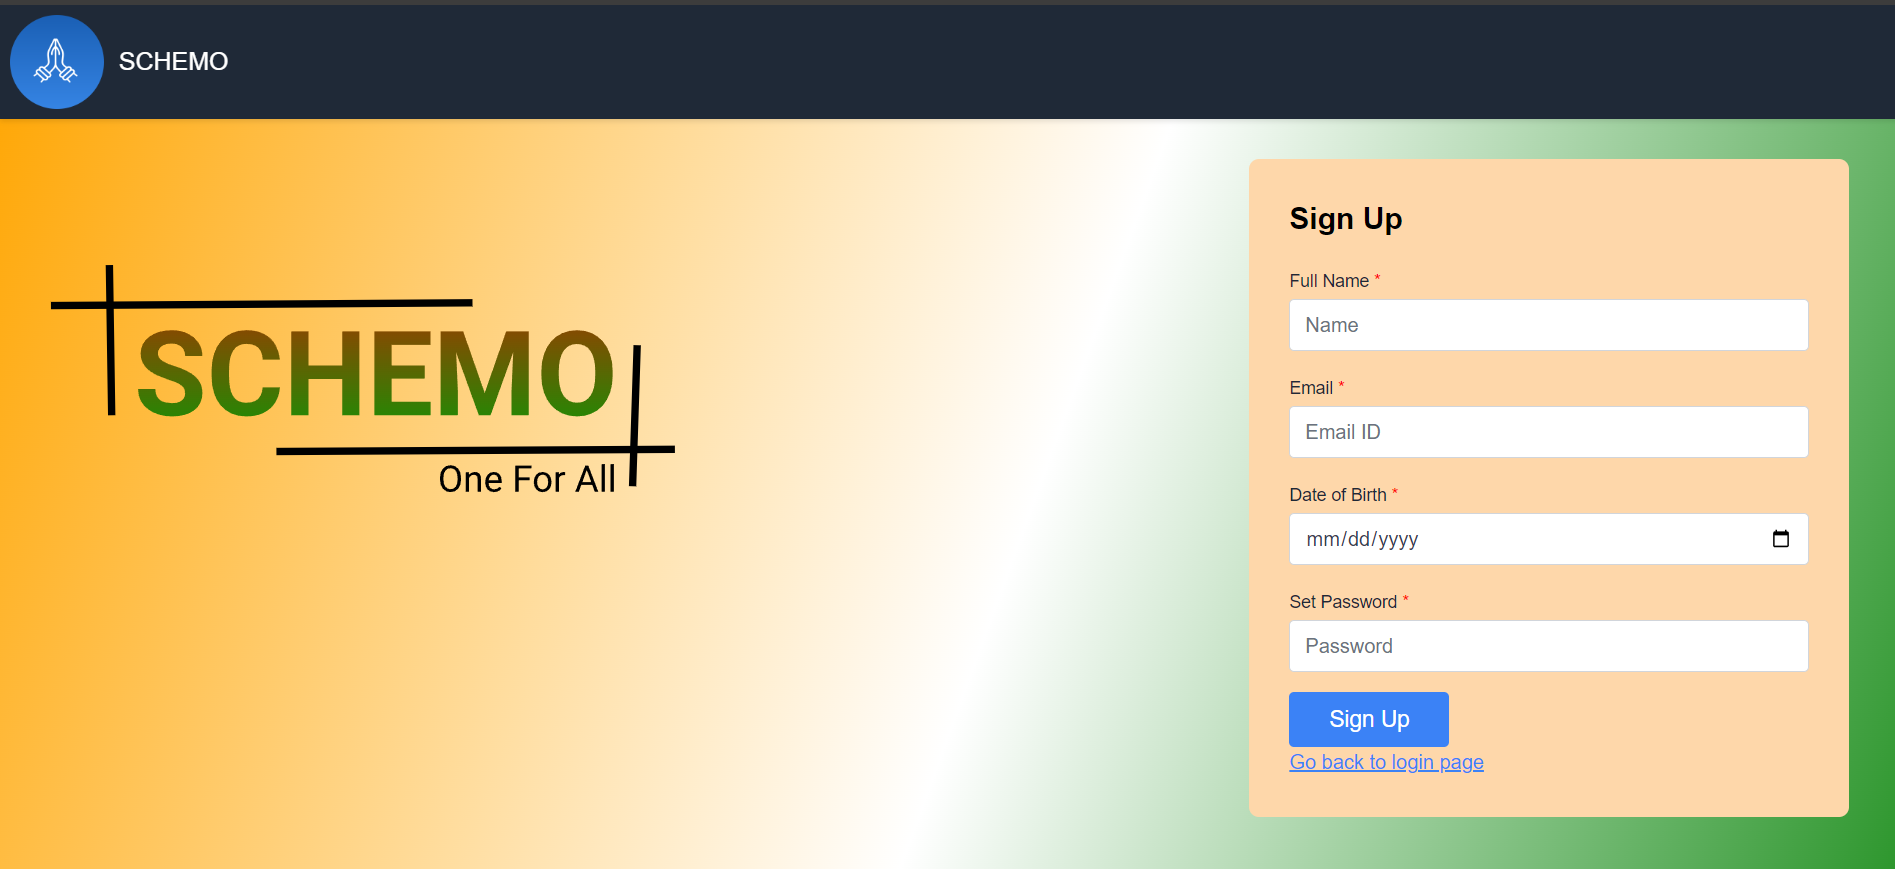 SCHEMO
SCHEMO
One For All
Sign Up
Full Name *
Name
Email *
Email ID
Date of Birth *
mm/dd/yyyy
Set Password *
Password
Sign Up
Go back to login page